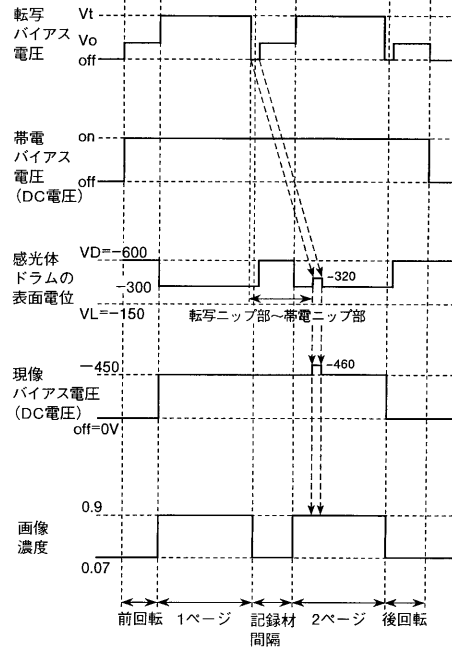 転写
バイアス
電圧
Vt
Vo
off
帯電
バイアス
電圧
(DC電圧)
on
off
感光体
ドラムの
表面電位
VD=−600
−300
VL=−150
−320
転写ニップ部〜帯電ニップ部
現像
バイアス電圧
(DC電圧)
−450
off=0V
−460
画像
濃度
0.9
0.07
前回転
1ページ
記録材
間隔
2ページ
後回転